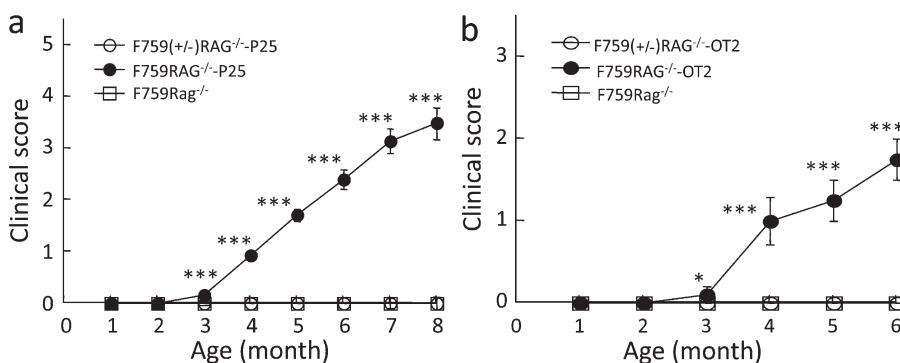 a
F759(+/-)RAG-/--P25
F759RAG-/--P25
F759Rag-/-
Clinical score
5
4
3
2
1
0
***
***
***
***
***
***
0 1 2 3 4 5 6 7 8
Age (month)
b
F759(+/-)RAG-/--OT2
F759RAG-/--OT2
F759Rag-/-
Clinical score
3
2
1
0
*
***
***
***
0 1 2 3 4 5 6
Age (month)